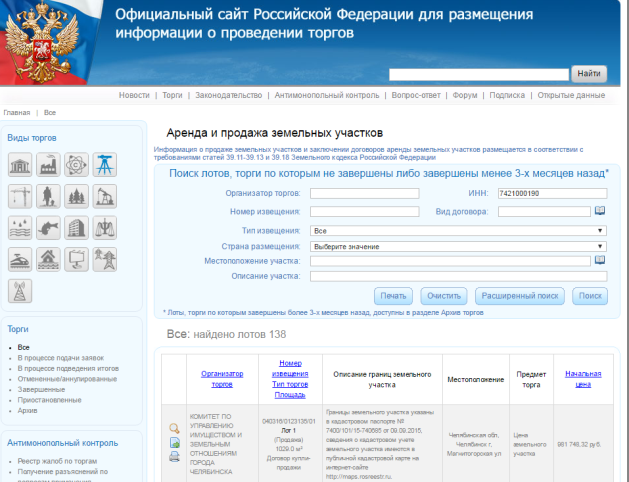 Официальный сайт Российской Федерации для размещения
информации о проведении торгов
Найти
Новости | Торги | Законодательство | Антимонопольный контроль | Вопрос-ответ | Форум | Подписка | Открытые данные
Главная | Все
Виды торгов
Аренда и продажа земельных участков
Информация о продаже земельных участков и заключении договоров аренды земельных участков размещается в соответствии с
требованиями статей 39.11-39.13 и 39.18 Земельного кодекса Российской Федерации
Поиск лотов, торги по которым не завершены либо завершены менее 3-х месяцев назад*
Организатор торгов: ИНН: 7421000190
Номер извещения: Вид договора:
Тип извещения: Все
Страна размещения: Выберите значение
Местоположение участка:
Описание участка:
Печать Очистить Расширенный поиск Поиск
* Лоты, торги по которым завершены более 3-х месяцев назад, доступны в разделе Архив торгов
Торги
Все
В процессе подачи заявок
В процессе подведения итогов
Отмененные/аннулированные
Завершенные
Приостановленные
Архив
Антимонопольный контроль
Реестр жалоб по торгам
Получение разъяснений по
Все: найдено лотов 138
Организатор
торгов
Номер
извещения
Тип торгов
Площадь
Описание границ земельного
участка
Местоположение
Предмет
торга
Начальная
цена
КОМИТЕТ ПО
УПРАВЛЕНИЮ
ИМУЩЕСТВОМ И
ЗЕМЕЛЬНЫМ
ОТНОШЕНИЯМ
ГОРОДА
ЧЕЛЯБИНСКА
040316/0123135/01
Лот 1
(Продажа)
1029.0 м²
Договор купли-
продажи
Границы земельного участка указаны
в кадастровом паспорте №
7400/101/15-740685 от 09.09.2015,
сведения о кадастровом учете
земельного участка имеются в
публичной кадастровой карте на
интернет-сайте
http://maps.rosreestr.ru.
Челябинская обл,
Челябинск г,
Магнитогорская ул
Цена
земельного
участка
981 748,32 руб.